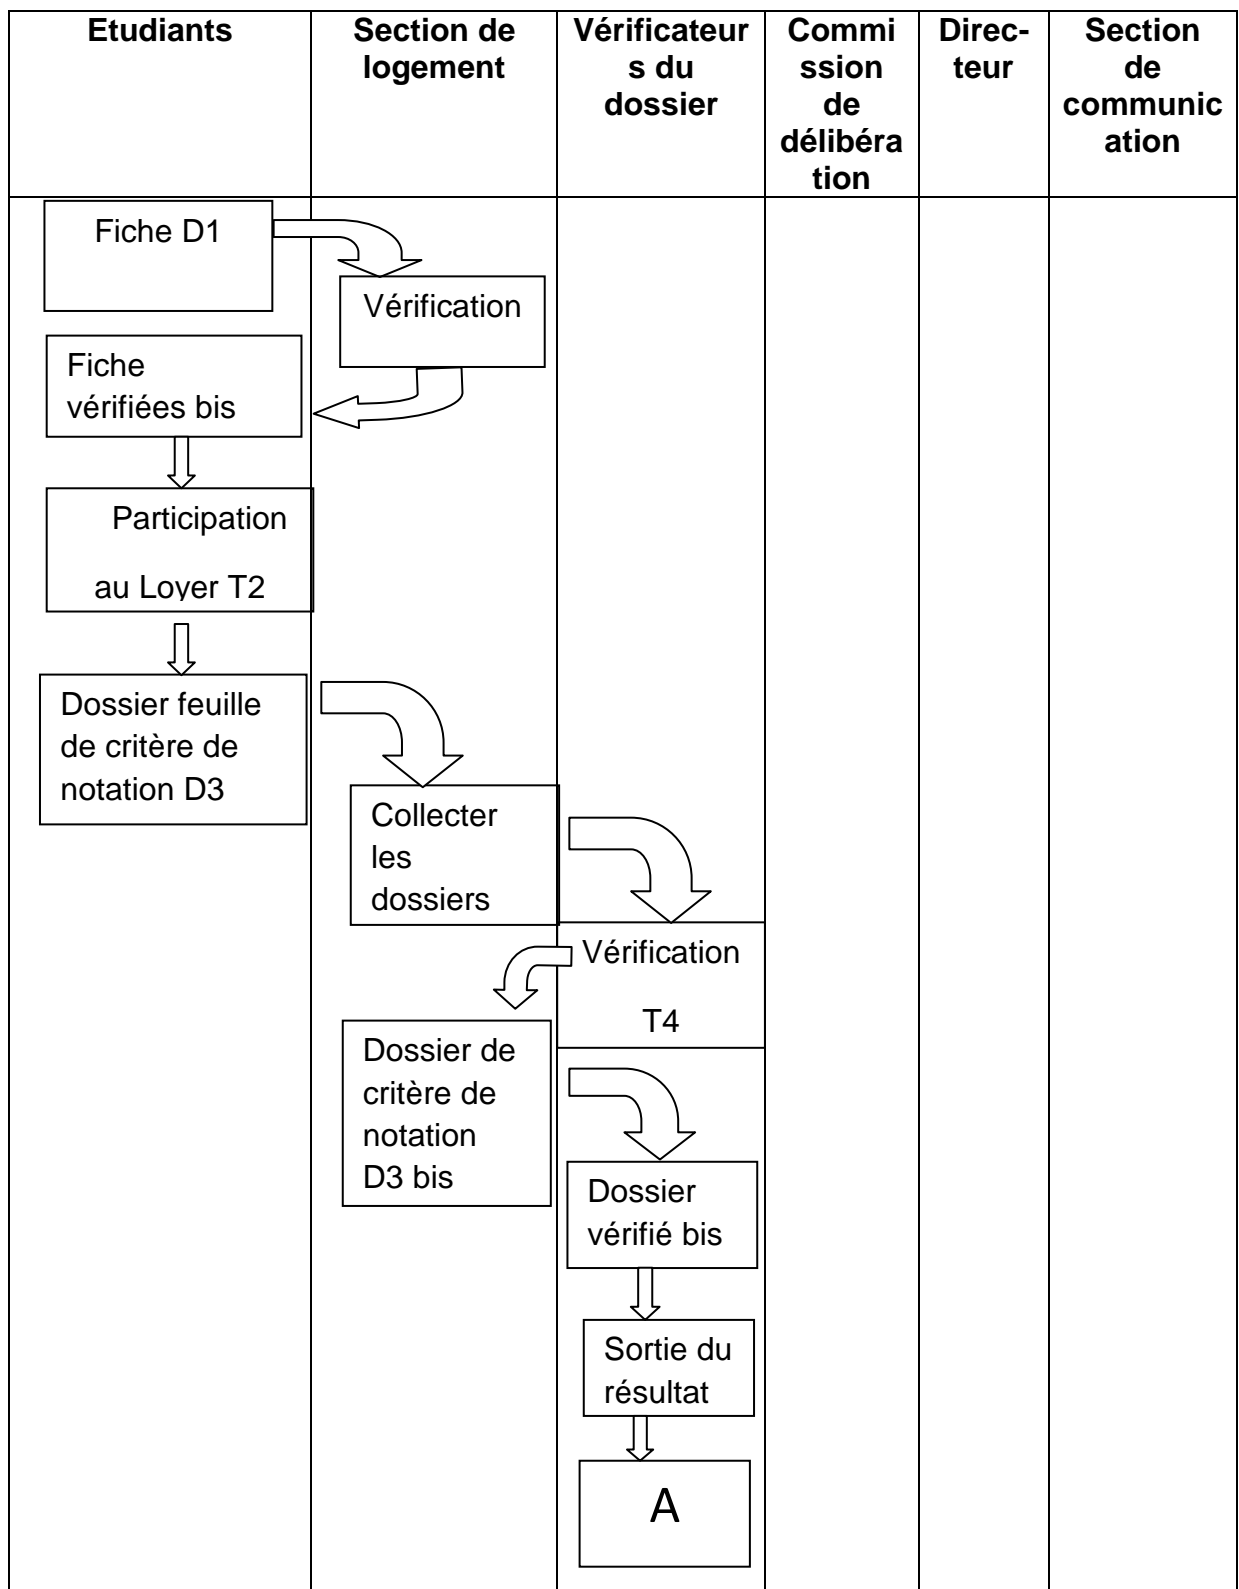 Etudiants
Section de
logement
Vérificateur
s du
dossier
Commi
ssion
de
délibéra
tion
Direc-
teur
Section
de
communic
ation
Fiche D1
Vérification
Fiche
vérifiées bis
Participation
au Loyer T2
Dossier feuille
de critère de
notation D3
Collecter
les
dossiers
Vérification
T4
Dossier de
critère de
notation
D3 bis
Dossier
vérifié bis
Sortie du
résultat
A